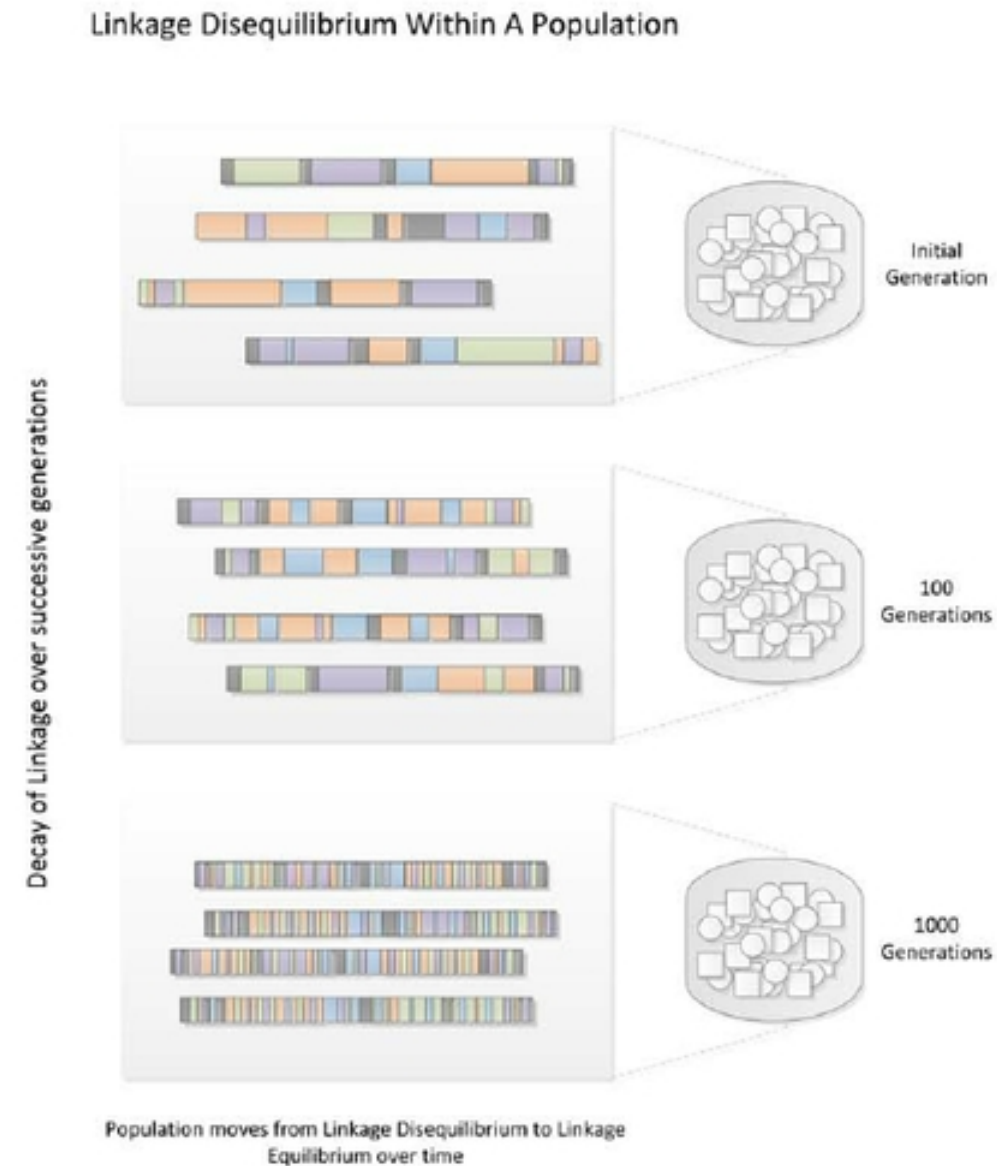 Linkage Disequilibrium Within A Population
Initial
Generation
Decay of Linkage over successive generations
100
Generations
1000
Generations
Population moves from Linkage Disequilibrium to Linkage
Equilibrium over time